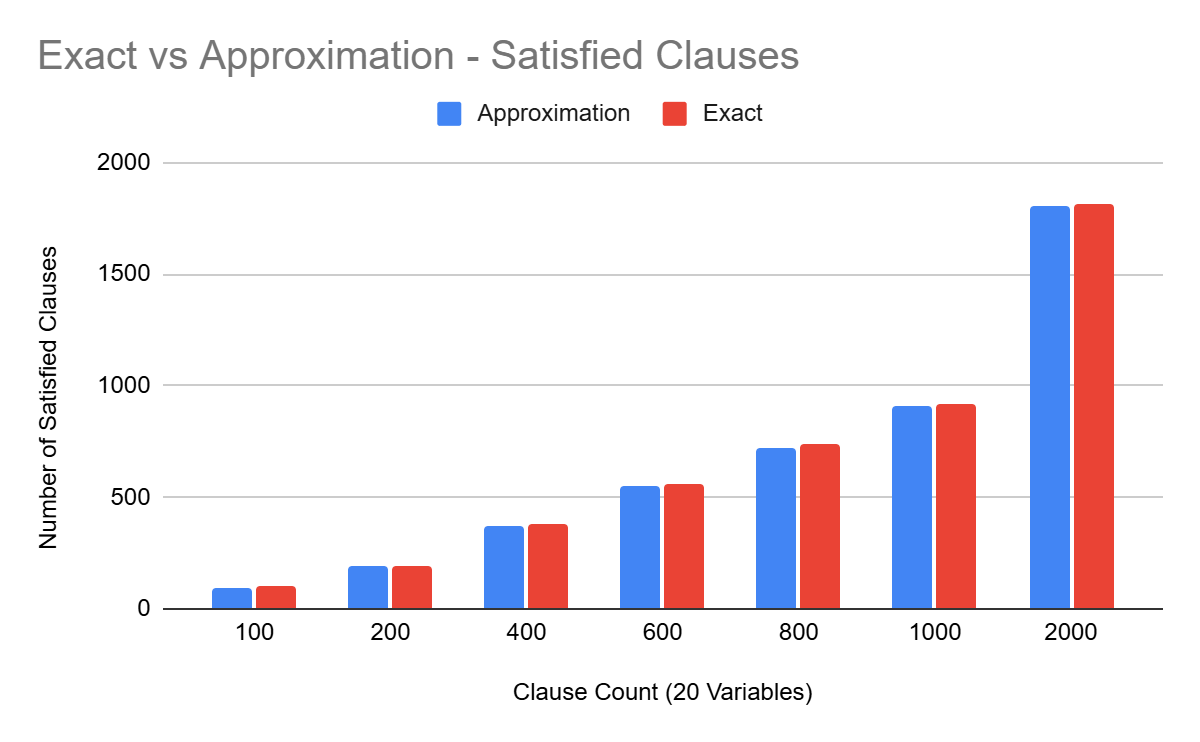 Exact vs Approximation - Satisfied Clauses
Approximation Exact
2000
1500
1000
500
0
Number of Satisfied Clauses
100 200 400 600 800 1000 2000
Clause Count (20 Variables)